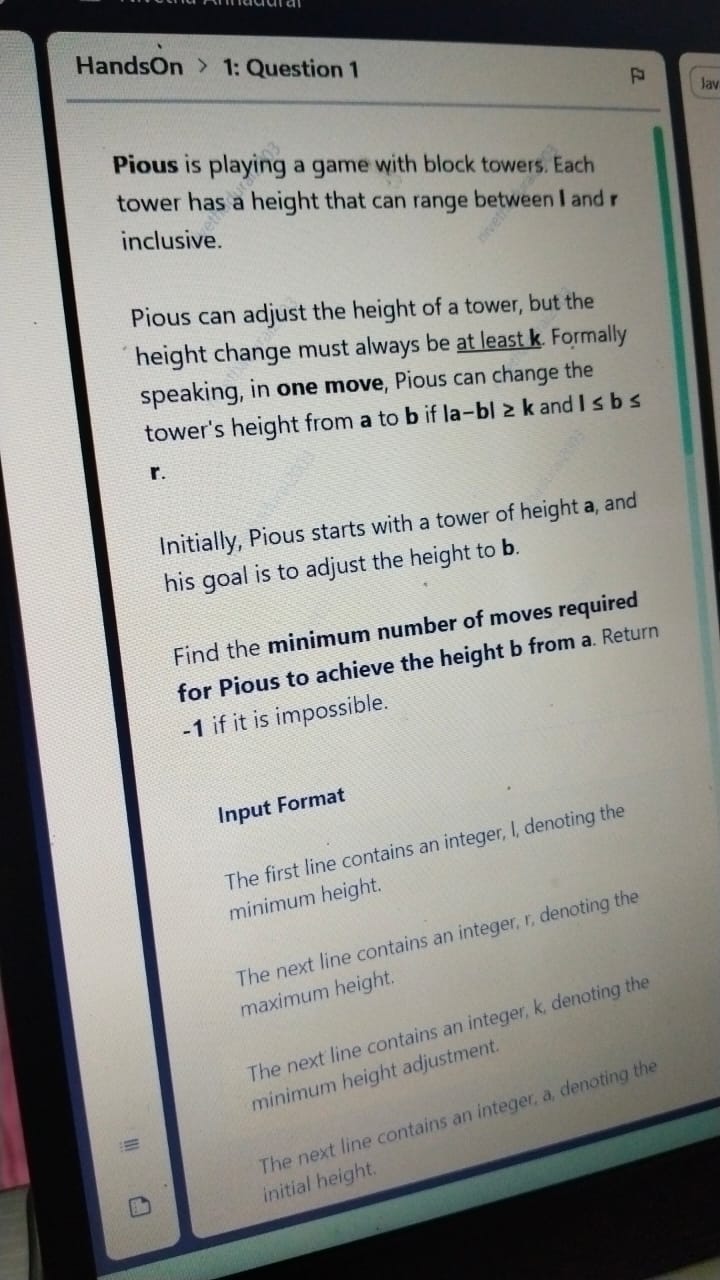 HandsOn > 1: Question 1
Jav
Pious is playing a game with block towers. Each
tower has a height that can range between l and r
inclusive.
Pious can adjust the height of a tower, but the
height change must always be at least k. Formally
speaking, in one move, Pious can change the
tower's height from a to b if |a-b| ≥ k and l ≤ b ≤
r.
Initially, Pious starts with a tower of height a, and
his goal is to adjust the height to b.
Find the minimum number of moves required
for Pious to achieve the height b from a. Return
-1 if it is impossible.
Input Format
The first line contains an integer, l, denoting the
minimum height.
The next line contains an integer, r, denoting the
maximum height.
The next line contains an integer, k, denoting the
minimum height adjustment.
The next line contains an integer, a, denoting the
initial height.